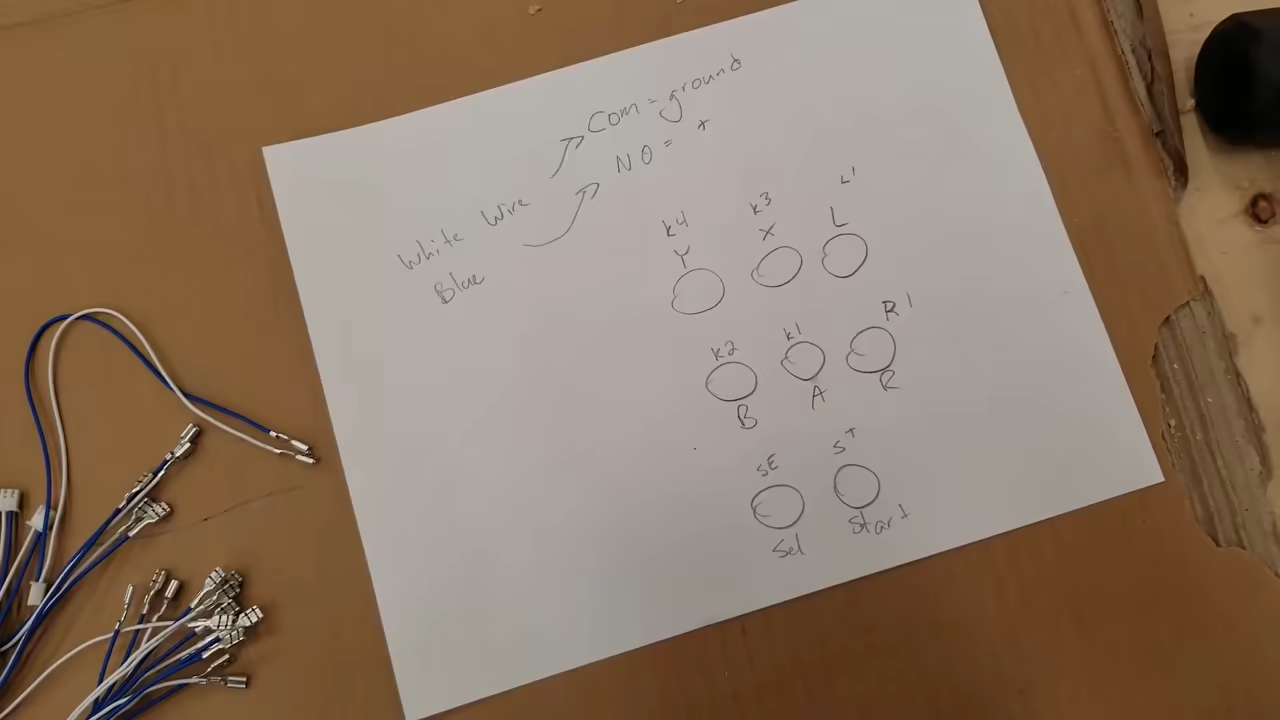 Com = ground
NO = +
White Wire
Blue
K4 K3 L1
Y X L
K2 K1 R1
B A R
SE ST
Sel Start